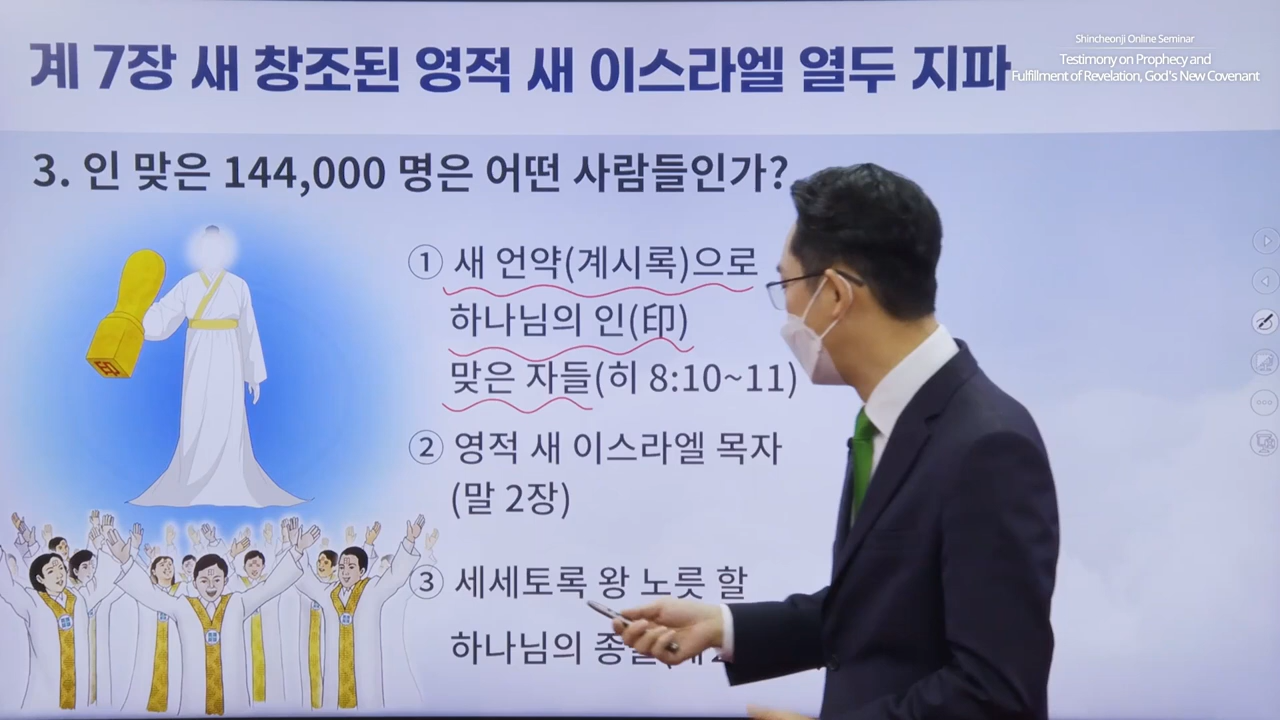 계 7장 새 창조된 영적 새 이스라엘 열두 지파
Shincheonji Online Seminar
Testimony on Prophecy and
Fulfillment of Revelation, God's New Covenant
3. 인 맞은 144,000 명은 어떤 사람들인가?
① 새 언약(계시록)으로
하나님의 인(印)
맞은 자들(히 8:10~11)
② 영적 새 이스라엘 목자
(말 2장)
③ 세세토록 왕 노릇 할
하나님의
印